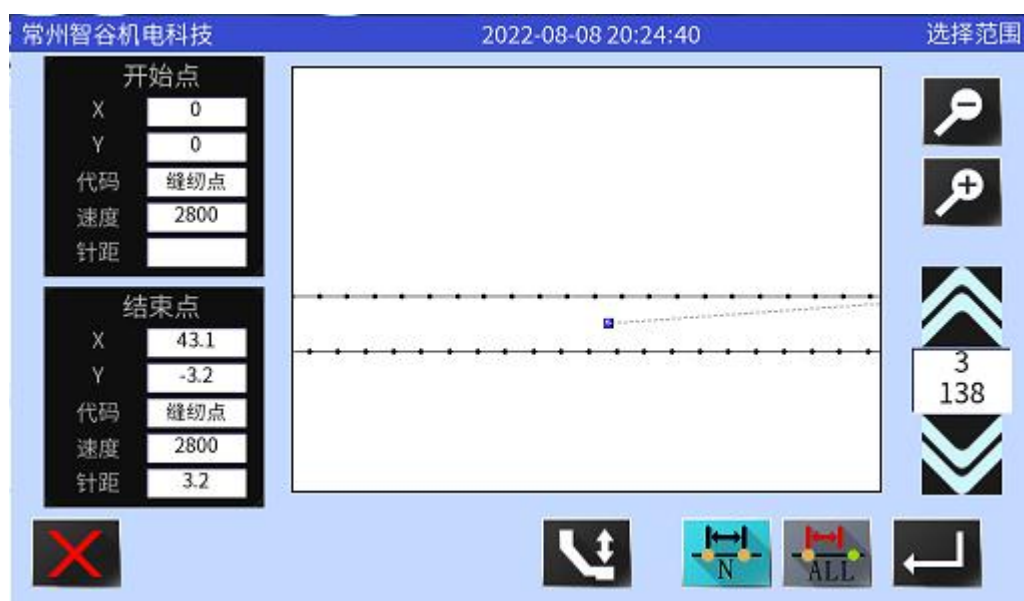 常州智谷机电科技 2022-08-08 20:24:40 选择范围
开始点
X 0
Y 0
代码 缝纫点
速度 2800
针距
结束点
X 43.1
Y -3.2
代码 缝纫点
速度 2800
针距 3.2
3
138
N
ALL